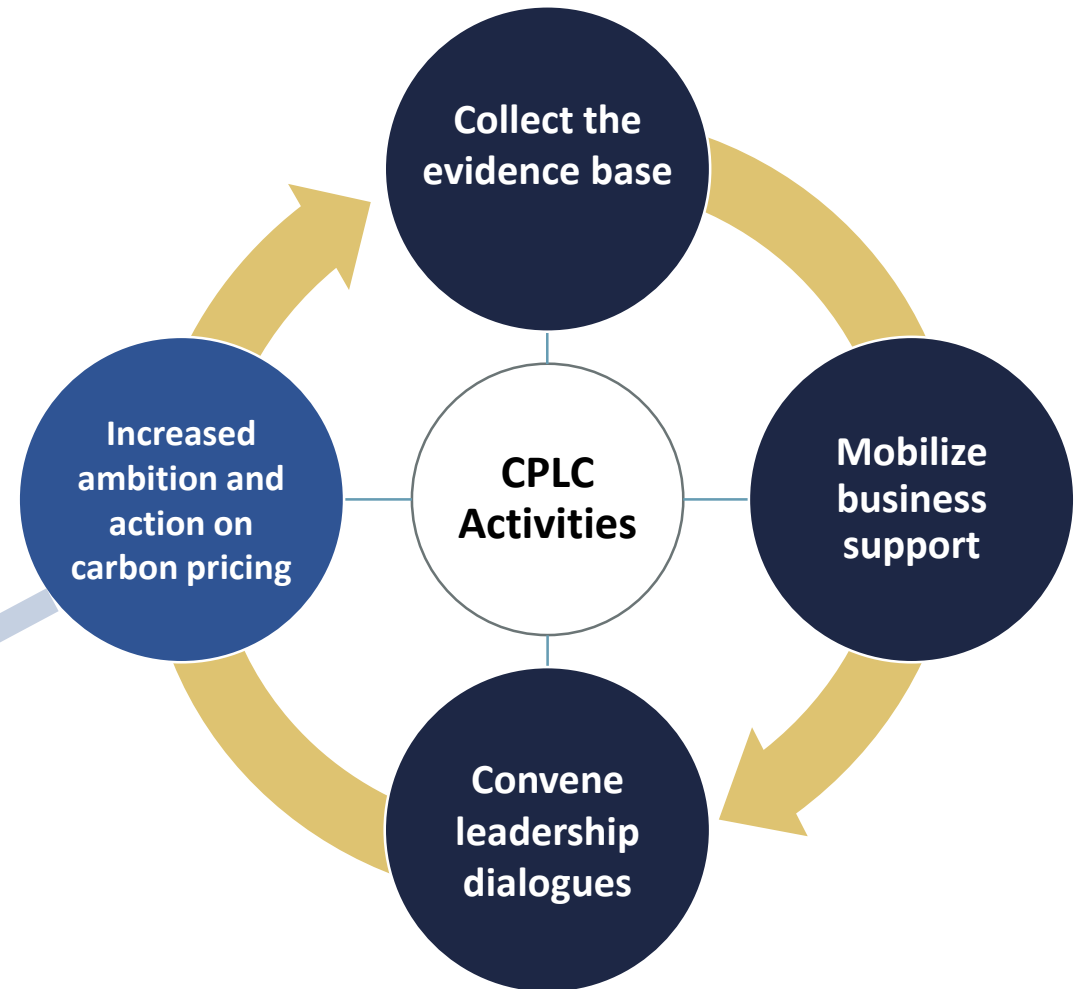 Collect the
evidence base
Mobilize
business
support
Convene
leadership
dialogues
Increased
ambition and
action on
carbon pricing
CPLC
Activities